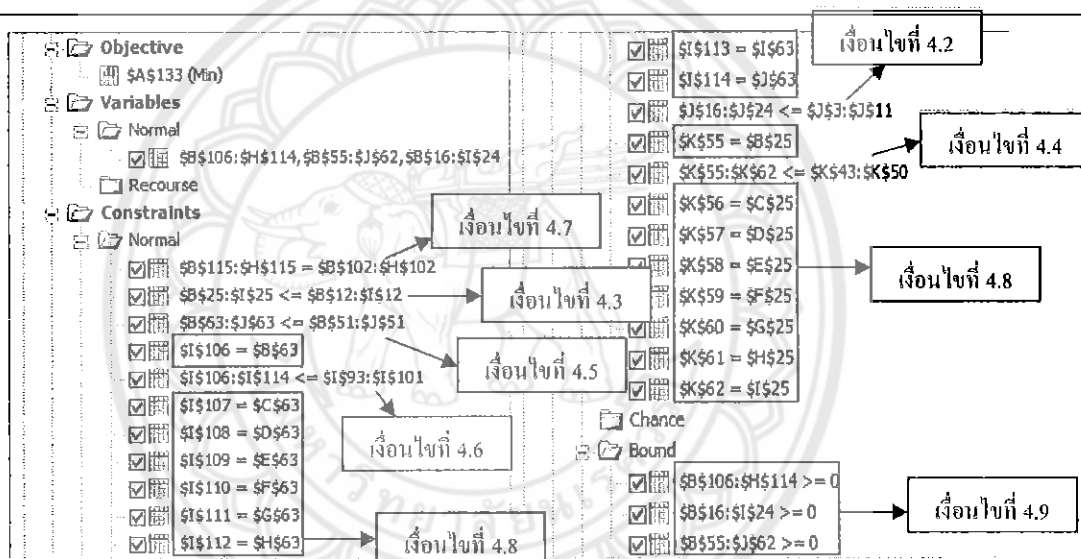 Objective
$A$133 (Min)
Variables
Normal
$B$106:$H$114,$B$55:$J$62,$B$16:$I$24
Recourse
Constraints
Normal
เงื่อนไขที่ 4.7
$B$115:$H$115 = $B$102:$H$102
$B$25:$I$25 <= $B$12:$I$12
เงื่อนไขที่ 4.3
$B$63:$J$63 <= $B$51:$J$51
$I$106 = $B$63
เงื่อนไขที่ 4.5
$I$106:$I$114 <= $I$93:$I$101
$I$107 = $C$63
$I$108 = $D$63
เงื่อนไขที่ 4.6
$I$109 = $E$63
$I$110 = $F$63
$I$111 = $G$63
$I$112 = $H$63
เงื่อนไขที่ 4.8
$I$113 = $I$63
เงื่อนไขที่ 4.2
$I$114 = $J$63
$J$16:$J$24 <= $J$3:$J$11
$K$55 = $B$25
เงื่อนไขที่ 4.4
$K$55:$K$62 <= $K$43:$K$50
$K$56 = $C$25
$K$57 = $D$25
$K$58 = $E$25
เงื่อนไขที่ 4.8
$K$59 = $F$25
$K$60 = $G$25
$K$61 = $H$25
$K$62 = $I$25
Chance
Bound
$B$106:$H$114 >= 0
$B$16:$I$24 >= 0
เงื่อนไขที่ 4.9
$B$55:$J$62 >= 0